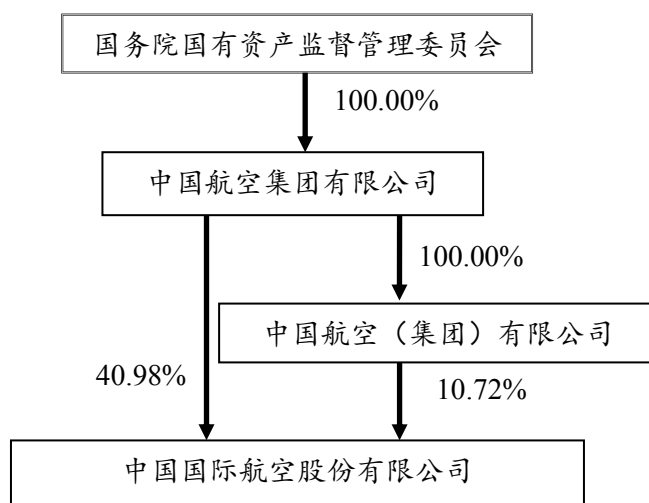 国务院国有资产监督管理委员会
100.00%
中国航空集团有限公司
100.00%
中国航空（集团）有限公司
40.98%
10.72%
中国国际航空股份有限公司